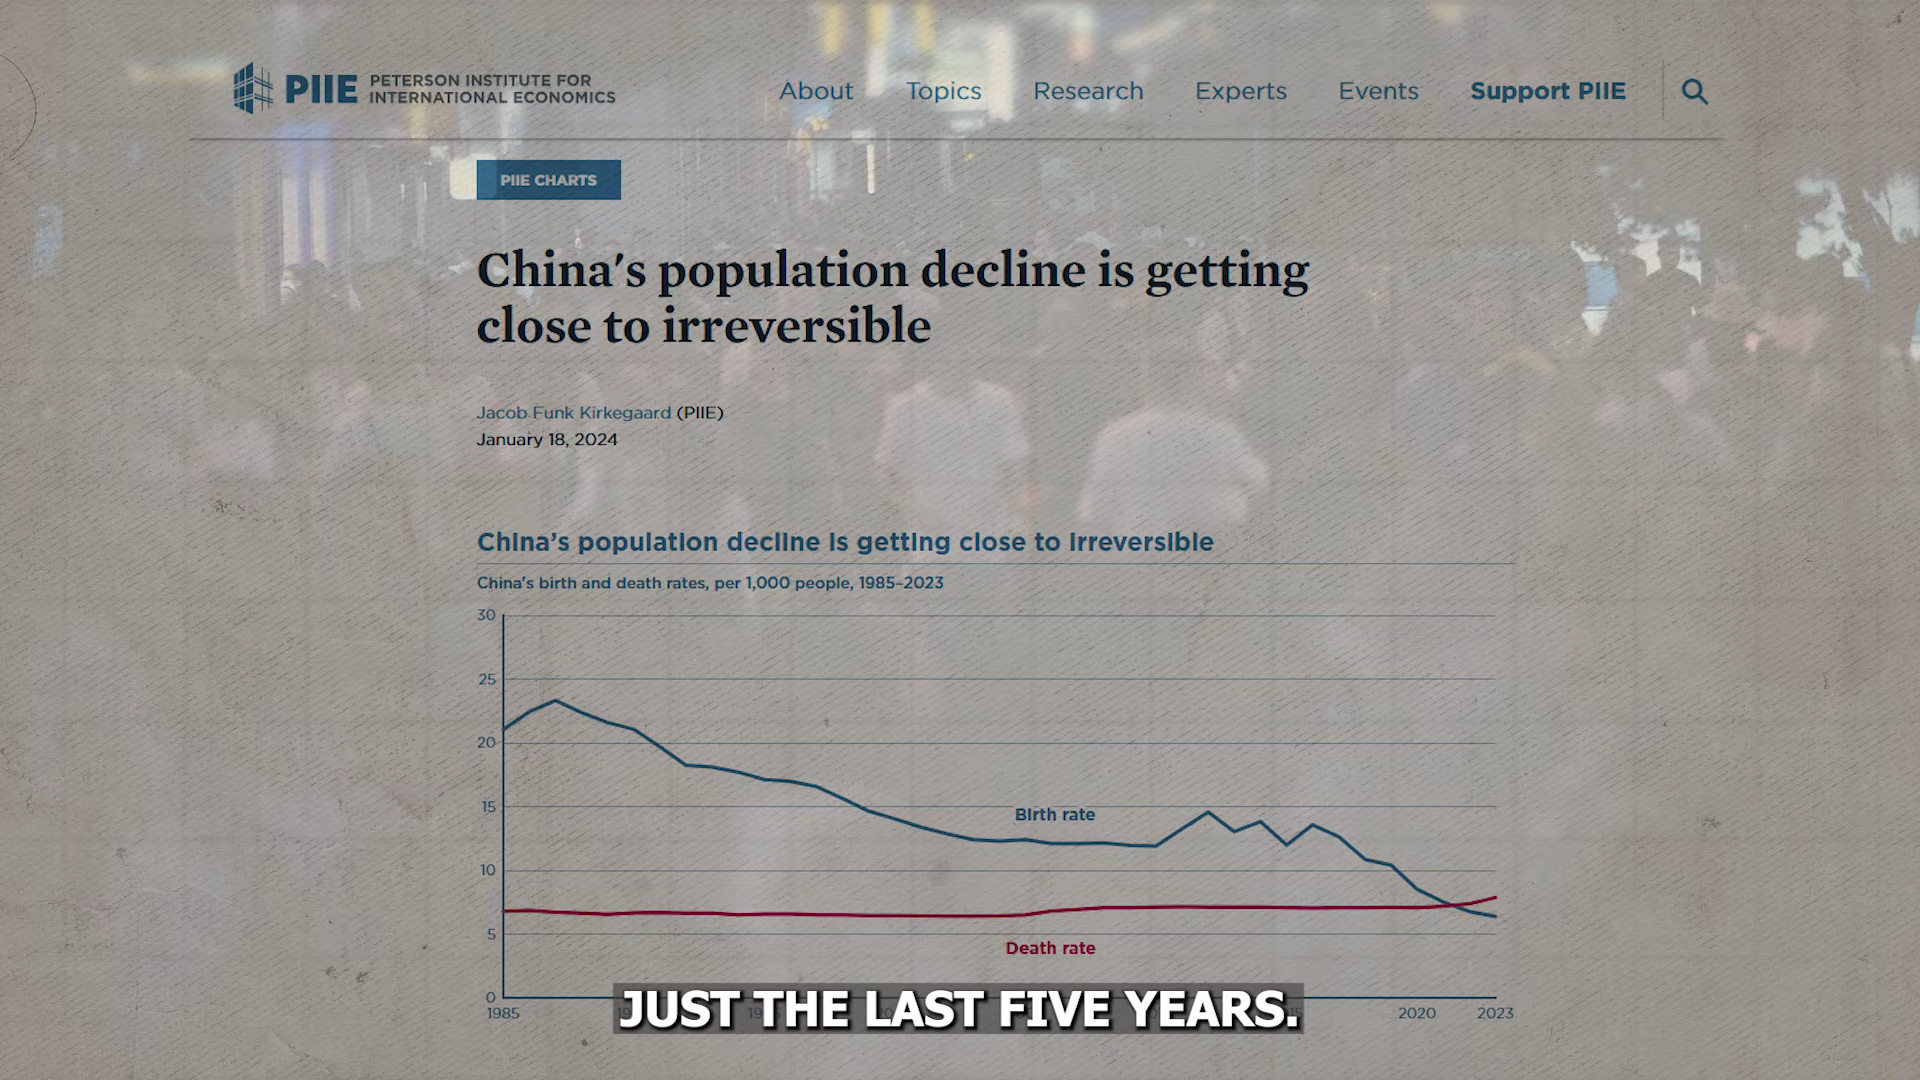 PIIE
PETERSON INSTITUTE FOR
INTERNATIONAL ECONOMICS
About Topics Research Experts Events Support PIIE
PIIE CHARTS
China's population decline is getting
close to irreversible
Jacob Funk Kirkegaard (PIIE)
January 18, 2024
China’s population decline is getting close to irreversible
China's birth and death rates, per 1,000 people, 1985–2023
30
25
20
15
Birth rate
10
5
Death rate
0
JUST THE LAST FIVE YEARS.
1985 2020 2023